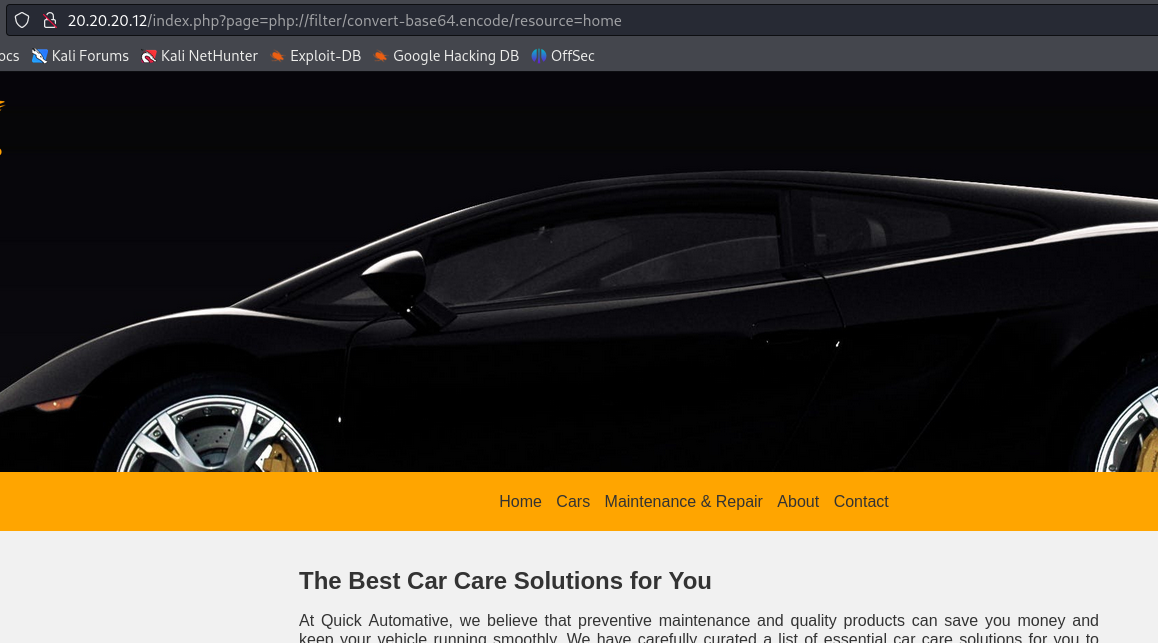 20.20.20.12/index.php?page=php://filter/convert-base64.encode/resource=home
ocs Kali Forums Kali NetHunter Exploit-DB Google Hacking DB OffSec
Home Cars Maintenance & Repair About Contact
The Best Car Care Solutions for You
At Quick Automative, we believe that preventive maintenance and quality products can save you money and
keep your vehicle running smoothly. We have carefully curated a list of essential car care solutions for you to